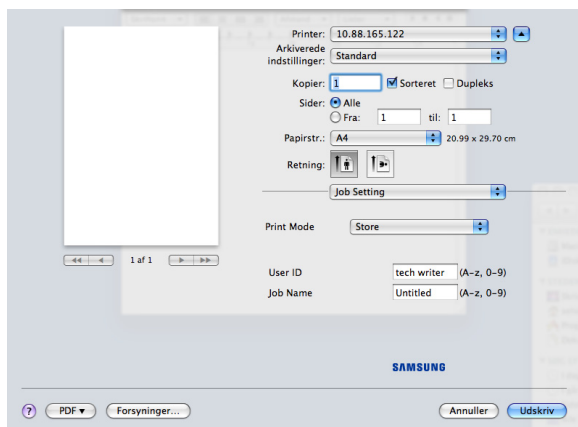 Printer: 10.88.165.122
Arkiverede indstillinger: Standard
Kopier: 1 Sorteret Dupleks
Sider: Alle
Fra: 1 til: 1
Papirstr.: A4 20.99 x 29.70 cm
Retning:
Job Setting
Print Mode Store
1 af 1
User ID tech writer (A-z, 0-9)
Job Name Untitled (A-z, 0-9)
SAMSUNG
? PDF▼ Forsyninger... Annuller Udskriv